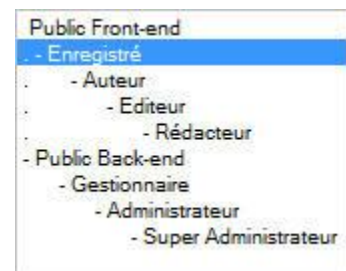 Public Front-end
. - Enregistré
. - Auteur
. - Editeur
. - Rédacteur
- Public Back-end
- Gestionnaire
- Administrateur
- Super Administrateur